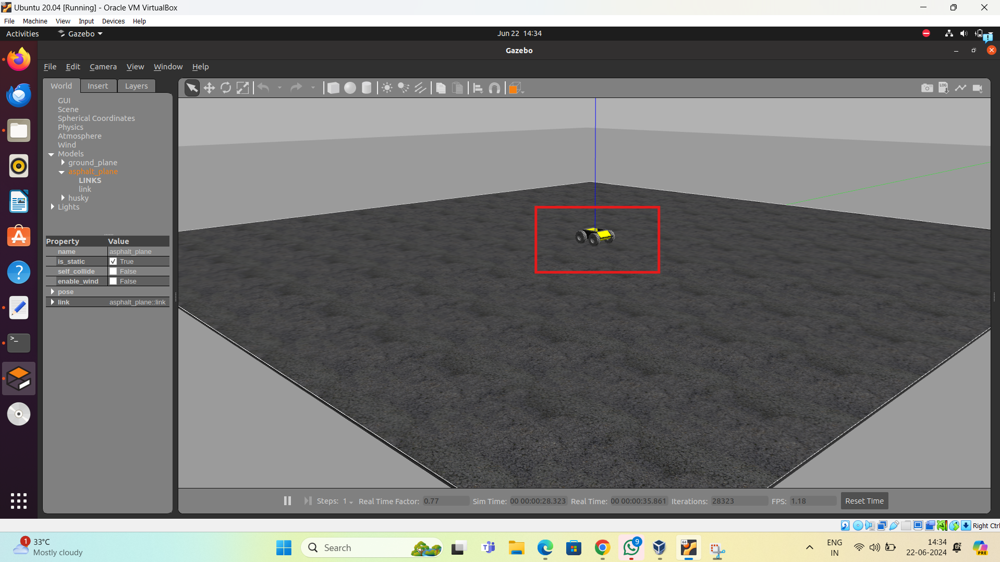 Ubuntu 20.04 [Running] - Oracle VM VirtualBox
File Machine View Input Devices Help
Activities Gazebo Jun 22 14:34
Gazebo
File Edit Camera View Window Help
World Insert Layers
LOG
GUI
Scene
Spherical Coordinates
Physics
Atmosphere
Wind
Models
ground_plane
asphalt_plane
LINKS
link
husky
Lights
Property Value
name asphalt_plane
is_static True
self_collide False
enable_wind False
pose
link asphalt_plane::link
Steps: 1 Real Time Factor: 0.77 Sim Time: 00 00:00:28.323 Real Time: 00 00:00:35.861 Iterations: 28323 FPS: 1.18 Reset Time
Right Ctrl
1 33°C
Mostly cloudy
Search
9
64
ENG
IN
14:34
22-06-2024
PRE